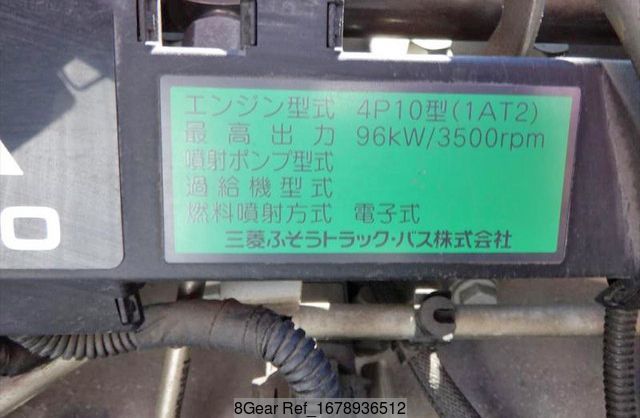 エンジン型式 4P10型(1AT2)
最高出力 96kW/3500rpm
噴射ポンプ型式
過給機型式
燃料噴射方式 電子式
三菱ふそうトラック・バス株式会社
O
8Gear Ref_1678936512